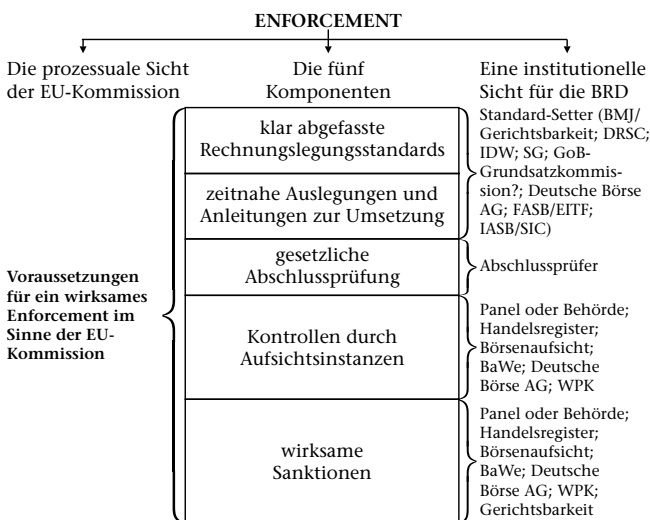 ENFORCEMENT
Die prozessuale Sicht
der EU-Kommission
Die fünf
Komponenten
Eine institutionelle
Sicht für die BRD
Voraussetzungen
für ein wirksames
Enforcement im
Sinne der EU-
Kommission
klar abgefasste
Rechnungslegungsstandards
zeitnahe Auslegungen und
Anleitungen zur Umsetzung
Standard-Setter (BMJ/
Gerichtsbarkeit; DRSC;
IDW; SG; GoB-
Grundsatzkommis-
sion?; Deutsche Börse
AG; FASB/EITF;
IASB/SIC)
gesetzliche
Abschlussprüfung
Abschlussprüfer
Kontrollen durch
Aufsichtsinstanzen
Panel oder Behörde;
Handelsregister;
Börsenaufsicht;
BaWe; Deutsche
Börse AG; WPK
wirksame
Sanktionen
Panel oder Behörde;
Handelsregister;
Börsenaufsicht;
BaWe; Deutsche
Börse AG; WPK;
Gerichtsbarkeit